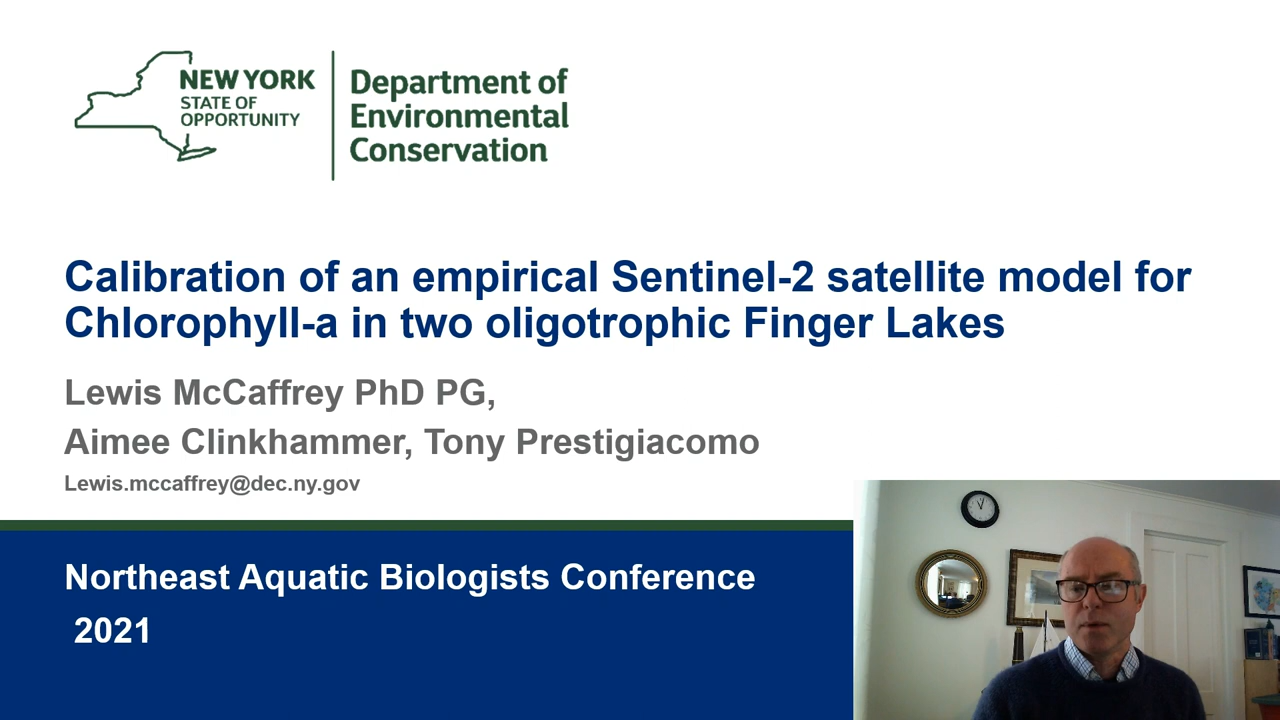 NEW YORK
STATE OF
OPPORTUNITY
Department of
Environmental
Conservation
Calibration of an empirical Sentinel-2 satellite model for
Chlorophyll-a in two oligotrophic Finger Lakes
Lewis McCaffrey PhD PG,
Aimee Clinkhammer, Tony Prestigiacomo
Lewis.mccaffrey@dec.ny.gov
Northeast Aquatic Biologists Conference
2021